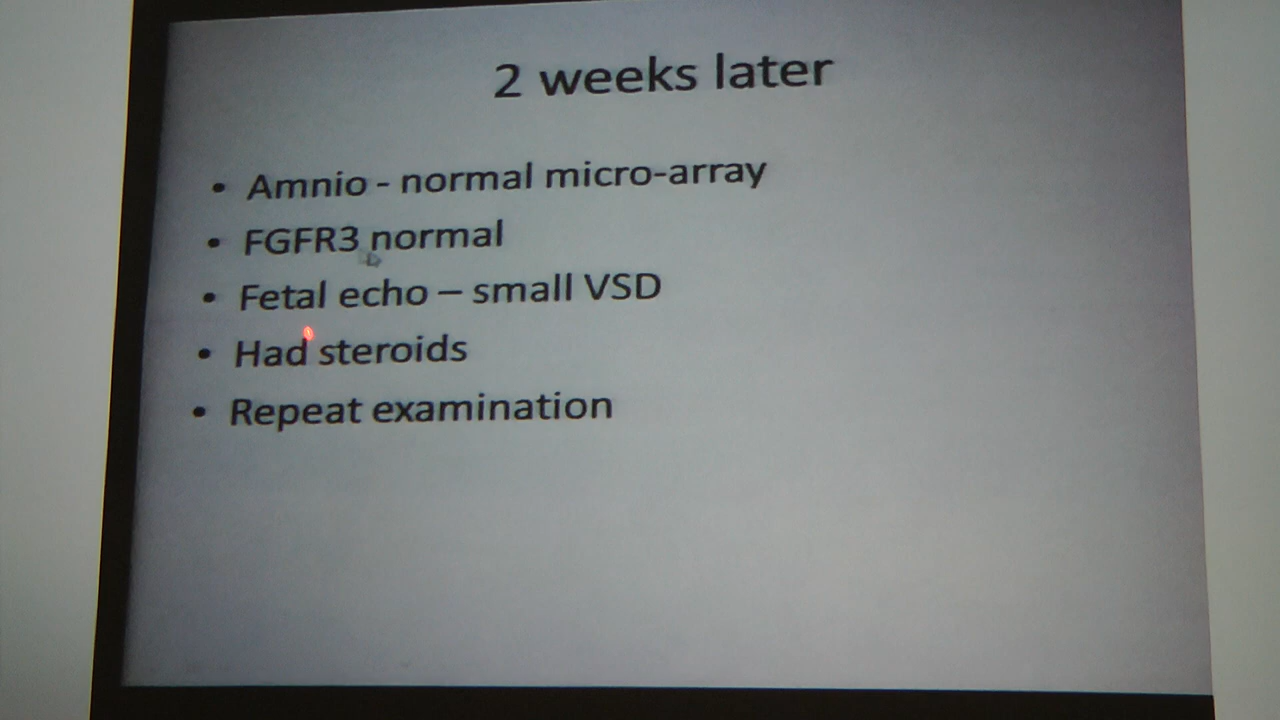 2 weeks later
• Amnio - normal micro-array
• FGFR3 normal
• Fetal echo – small VSD
• Had steroids
• Repeat examination